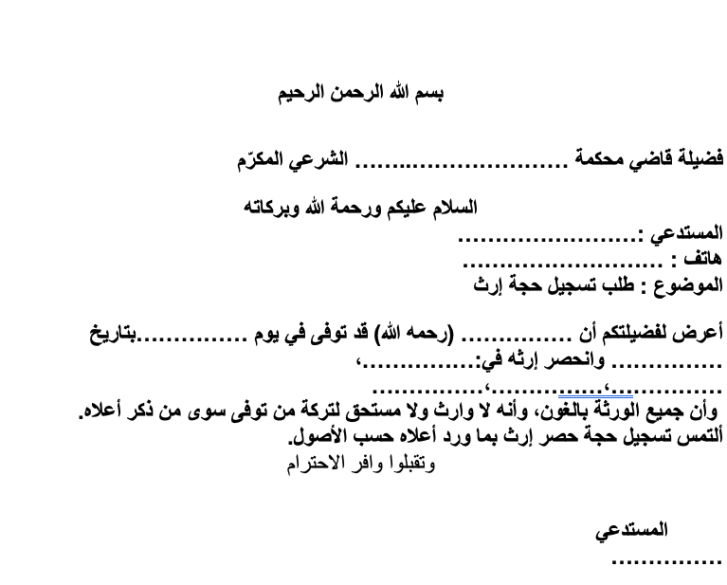 بسم الله الرحمن الرحيم
فضيلة قاضي محكمة ............................ الشرعي المكرّم
السلام عليكم ورحمة الله وبركاته
المستدعي :........................
هاتف : ...........................
الموضوع : طلب تسجيل حجة إرث
أعرض لفضيلتكم أن ............... (رحمه الله) قد توفى في يوم ...............بتاريخ
............... وانحصر إرثه في:...............،
...............،...............،...............
وأن جميع الورثة بالغون، وأنه لا وارث ولا مستحق لتركة من توفى سوى من ذكر أعلاه.
ألتمس تسجيل حجة حصر إرث بما ورد أعلاه حسب الأصول.
وتقبلوا وافر الاحترام
المستدعي
...............